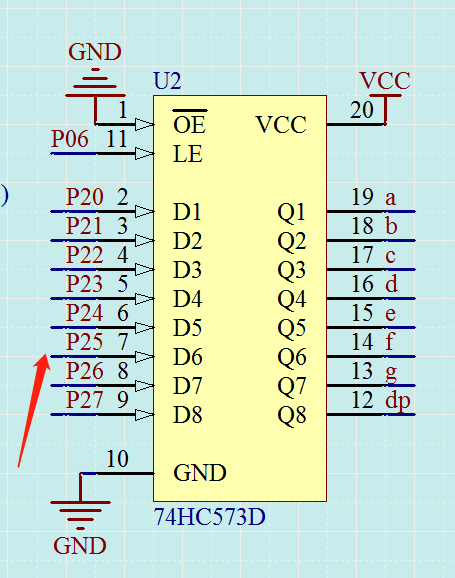 GND
U2
VCC
1
OE
VCC
20
P06
11
LE
)
P20 2 D1 Q1 19 a
P21 3 D2 Q2 18 b
P22 4 D3 Q3 17 c
P23 5 D4 Q4 16 d
P24 6 D5 Q5 15 e
P25 7 D6 Q6 14 f
P26 8 D7 Q7 13 g
P27 9 D8 Q8 12 dp
10
GND
74HC573D
GND